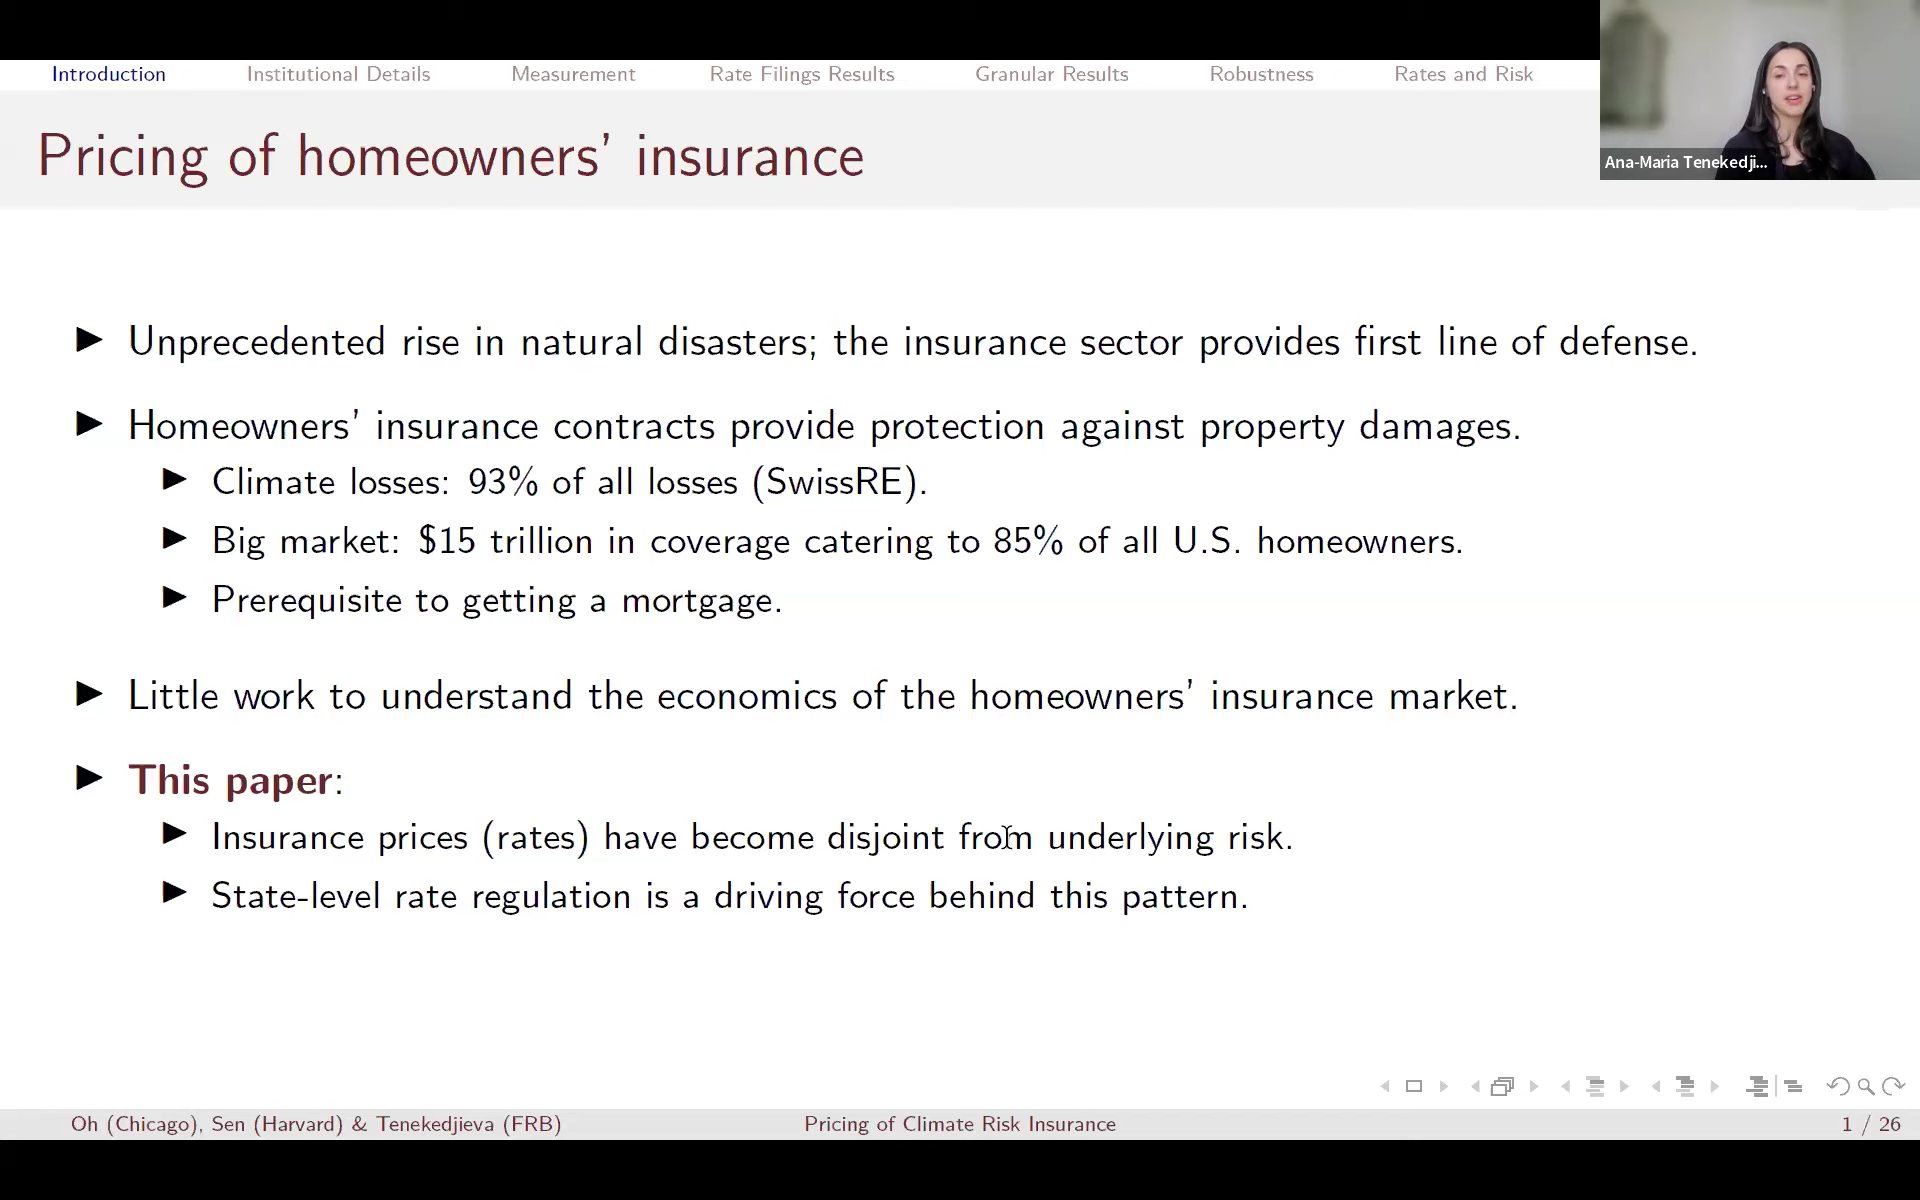 Introduction Institutional Details Measurement Rate Filings Results Granular Results Robustness Rates and Risk
Pricing of homeowners' insurance
Ana-Maria Tenekedji...
Unprecedented rise in natural disasters; the insurance sector provides first line of defense.
Homeowners' insurance contracts provide protection against property damages.
Climate losses: 93% of all losses (SwissRE).
Big market: $15 trillion in coverage catering to 85% of all U.S. homeowners.
Prerequisite to getting a mortgage.
Little work to understand the economics of the homeowners' insurance market.
This paper:
Insurance prices (rates) have become disjoint from underlying risk.
State-level rate regulation is a driving force behind this pattern.
Oh (Chicago), Sen (Harvard) & Tenekedjieva (FRB) Pricing of Climate Risk Insurance 1 / 26